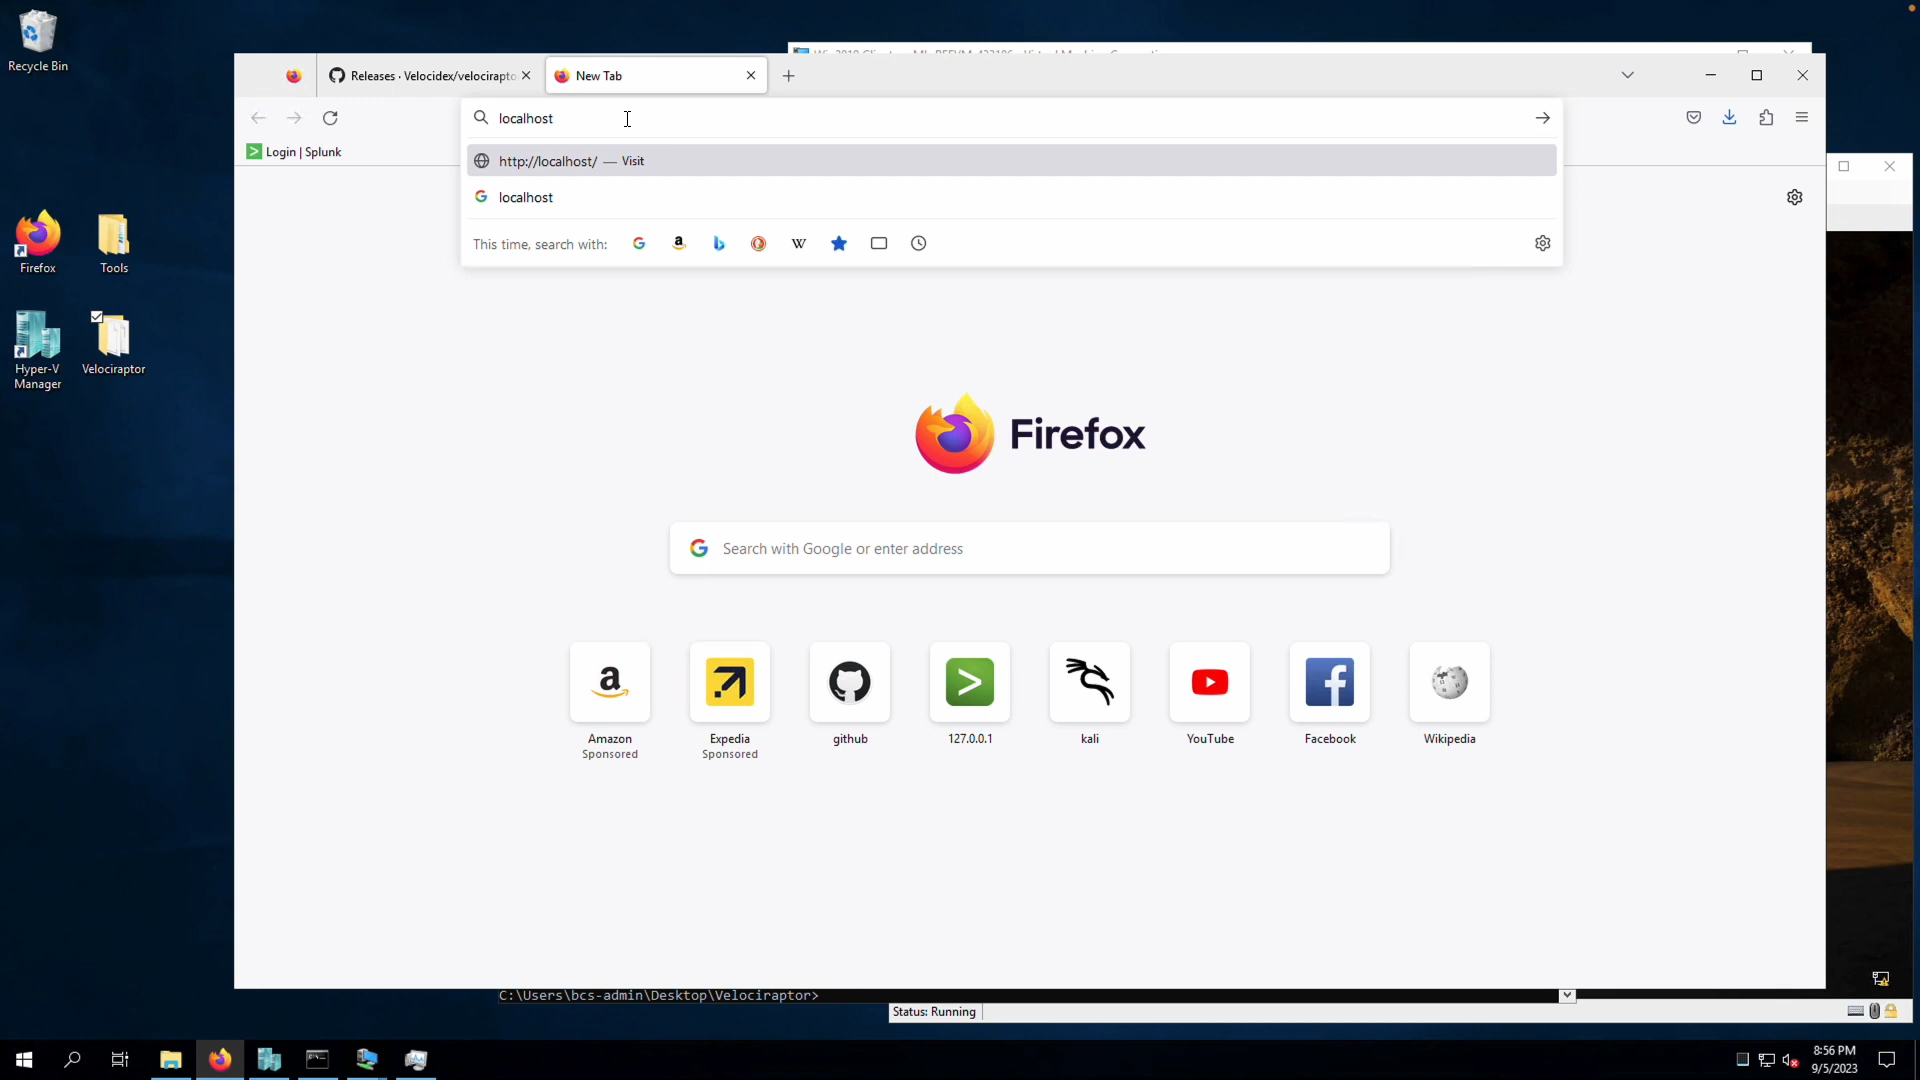 Recycle Bin
Firefox
Tools
Hyper-V
Manager
Velociraptor
Releases · Velocidex/velocirapto
New Tab
localhost
http://localhost/ — Visit
localhost
This time, search with:
Login | Splunk
Firefox
Search with Google or enter address
Amazon
Sponsored
Expedia
Sponsored
github
127.0.0.1
kali
YouTube
Facebook
Wikipedia
C:\Users\bcs-admin\Desktop\Velociraptor>
Status: Running
8:56 PM
9/5/2023